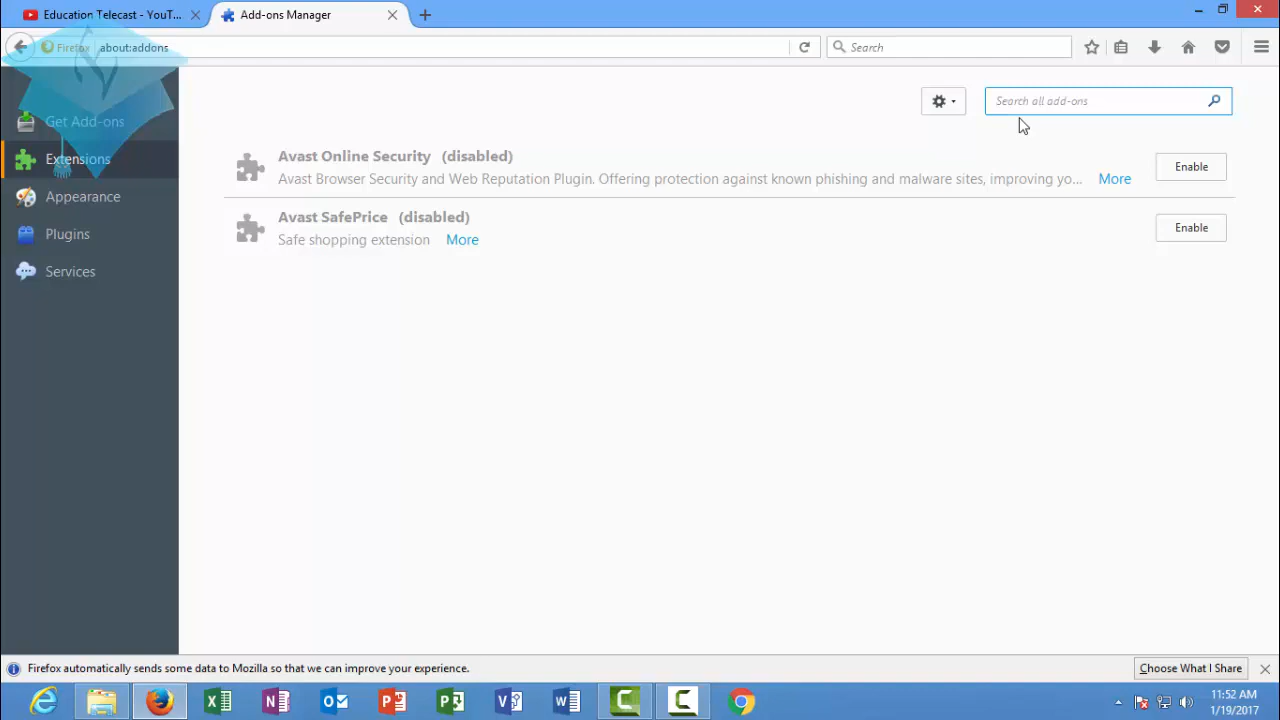 Education Telecast - YouT...
Add-ons Manager
Firefox
about:addons
Search
Get Add-ons
Extensions
Appearance
Plugins
Services
Search all add-ons
Avast Online Security (disabled)
Avast Browser Security and Web Reputation Plugin. Offering protection against known phishing and malware sites, improving yo... More
Enable
Avast SafePrice (disabled)
Safe shopping extension More
Enable
Firefox automatically sends some data to Mozilla so that we can improve your experience.
Choose What I Share
11:52 AM
1/19/2017